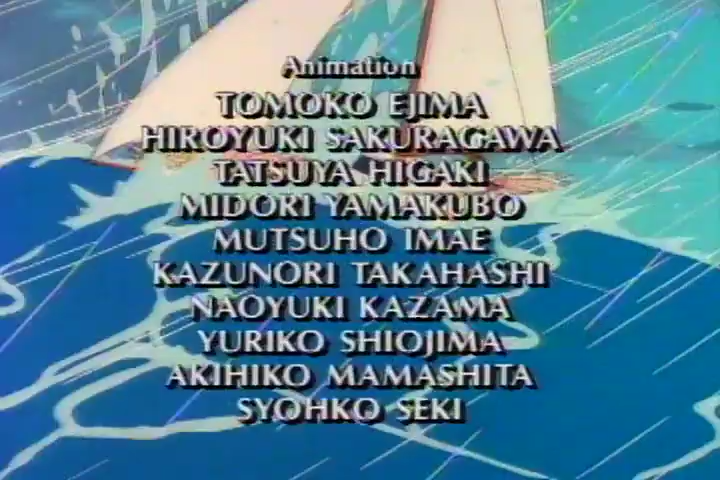 Animation
TOMOKO EJIMA
HIROYUKI SAKURAGAWA
TATSUYA HIGAKI
MIDORI YAMAKUBO
MUTSUHO IMAE
KAZUNORI TAKAHASHI
NAOYUKI KAZAMA
YURIKO SHIOJIMA
AKIHIKO MAMASHITA
SYOHKO SEKI